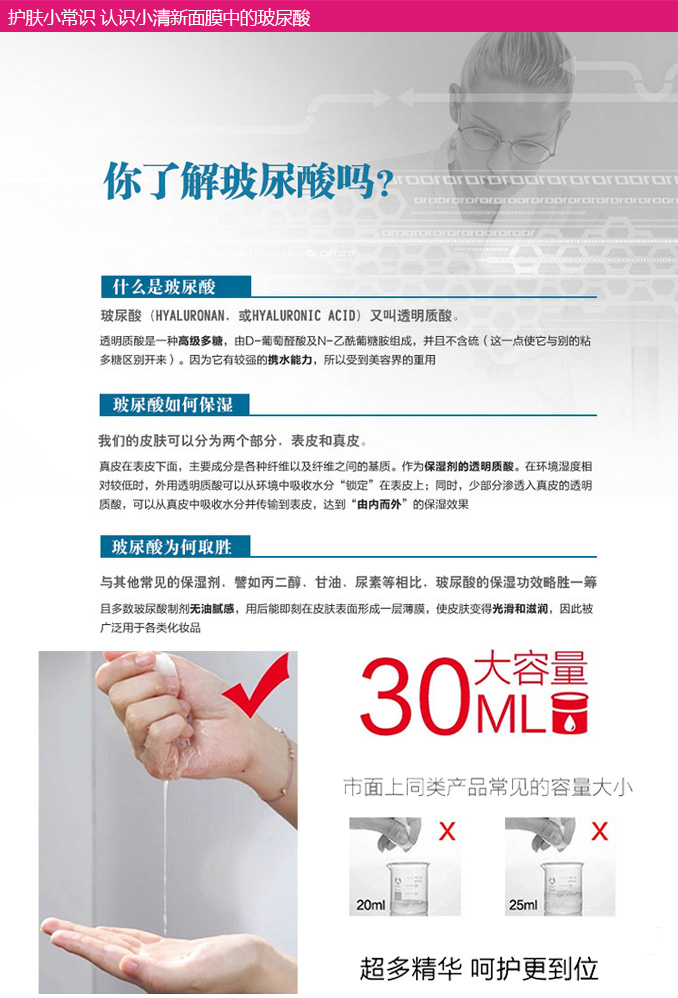 护肤小常识 认识小清新面膜中的玻尿酸
你了解玻尿酸吗?
什么是玻尿酸
玻尿酸（HYALURONAN．或HYALURONIC ACID）又叫透明质酸。
透明质酸是一种高级多糖，由D-葡萄醛酸及N-乙酰葡糖胺组成，并且不含硫（这一点使它与别的粘
多糖区别开来）。因为它有较强的携水能力，所以受到美容界的重用
玻尿酸如何保湿
我们的皮肤可以分为两个部分．表皮和真皮。
真皮在表皮下面，主要成分是各种纤维以及纤维之间的基质。作为保湿剂的透明质酸。在环境湿度相
对较低时，外用透明质酸可以从环境中吸收水分“锁定”在表皮上；同时，少部分渗透入真皮的透明
质酸，可以从真皮中吸收水分并传输到表皮，达到“由内而外”的保湿效果
玻尿酸为何取胜
与其他常见的保湿剂．譬如丙二醇．甘油．尿素等相比．玻尿酸的保湿功效略胜一筹
且多数玻尿酸制剂无油腻感，用后能即刻在皮肤表面形成一层薄膜，使皮肤变得光滑和滋润，因此被
广泛用于各类化妆品
30ML大容量
市面上同类产品常见的容量大小
X X
20ml 25ml
超多精华 呵护更到位